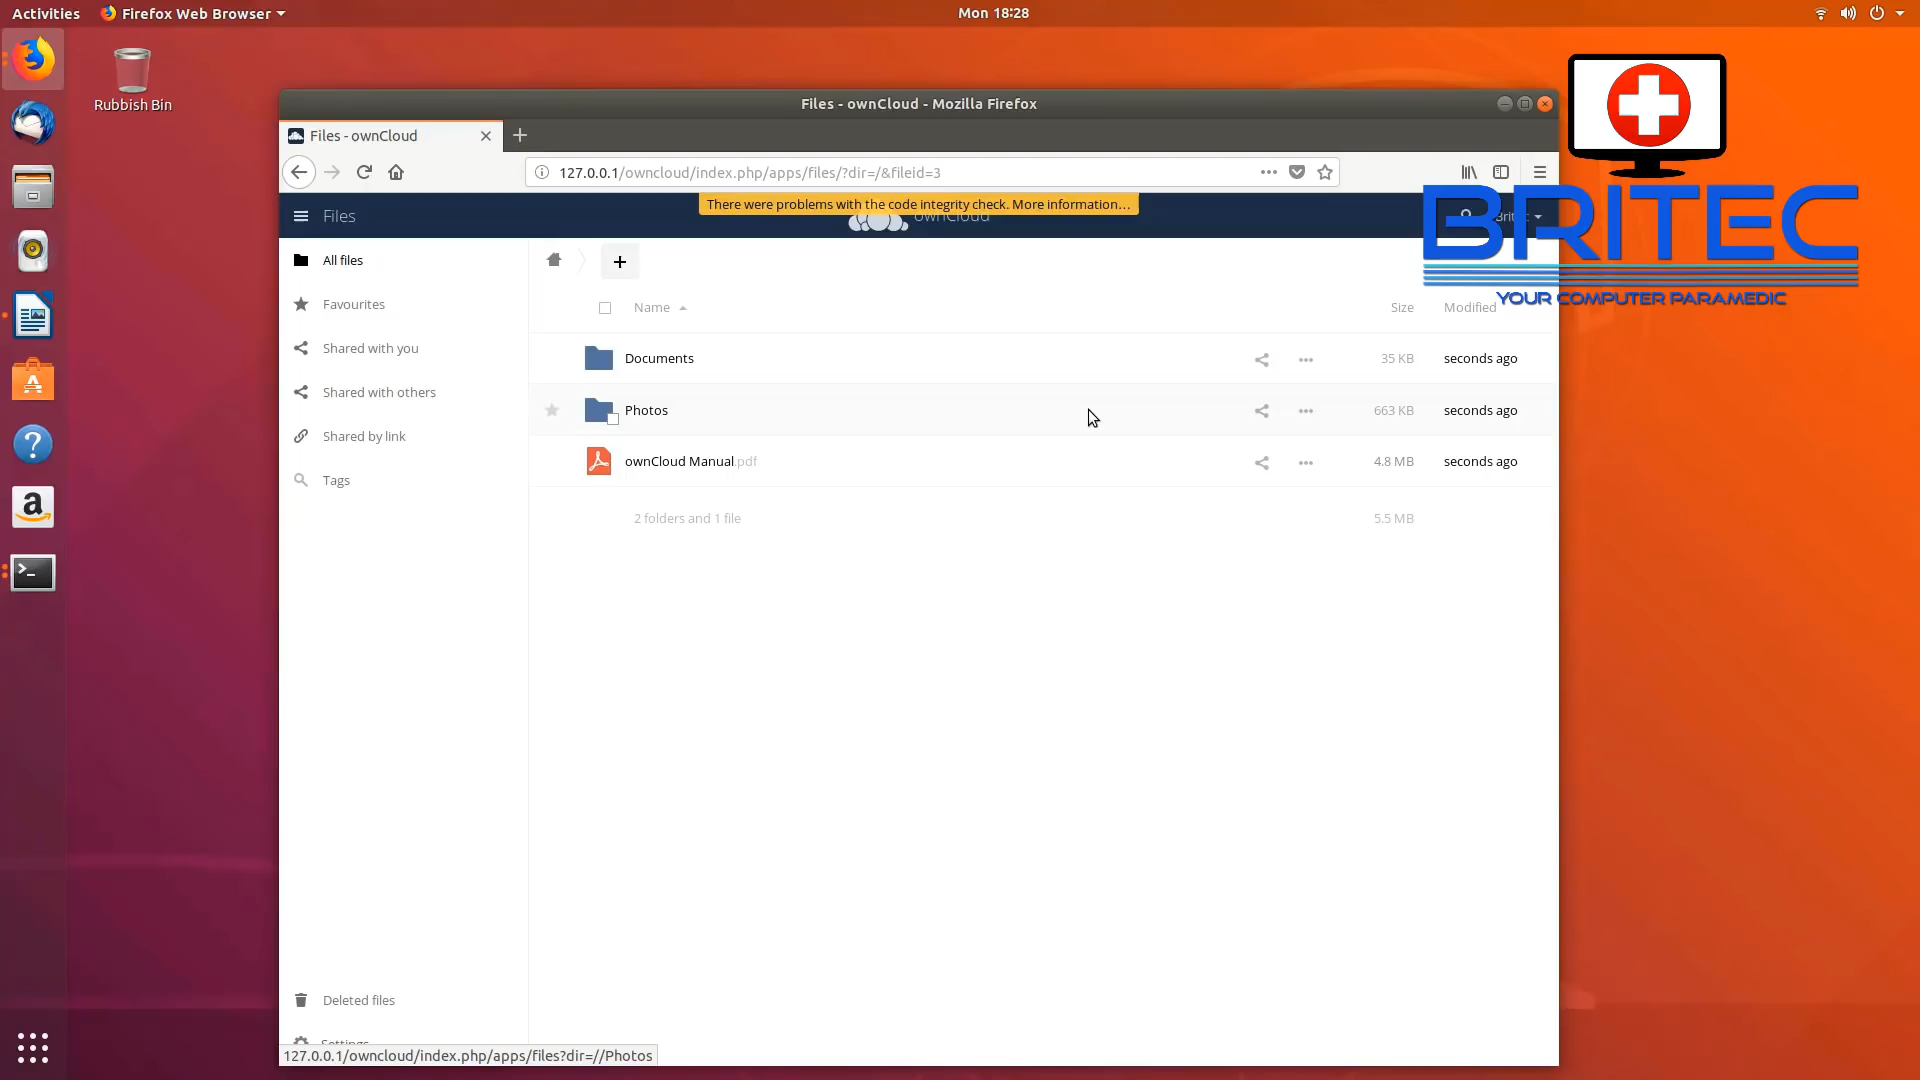 Activities
Firefox Web Browser
Mon 18:28
Rubbish Bin
Files - ownCloud - Mozilla Firefox
Files - ownCloud
127.0.0.1/owncloud/index.php/apps/files/?dir=/&fileid=3
There were problems with the code integrity check. More information…
Files
ownCloud
BRITEC
YOUR COMPUTER PARAMEDIC
All files
Favourites
Shared with you
Shared with others
Shared by link
Tags
Name
Size
Modified
Documents
35 KB
seconds ago
Photos
663 KB
seconds ago
ownCloud Manual.pdf
4.8 MB
seconds ago
2 folders and 1 file
5.5 MB
Deleted files
Settings
127.0.0.1/owncloud/index.php/apps/files?dir=//Photos